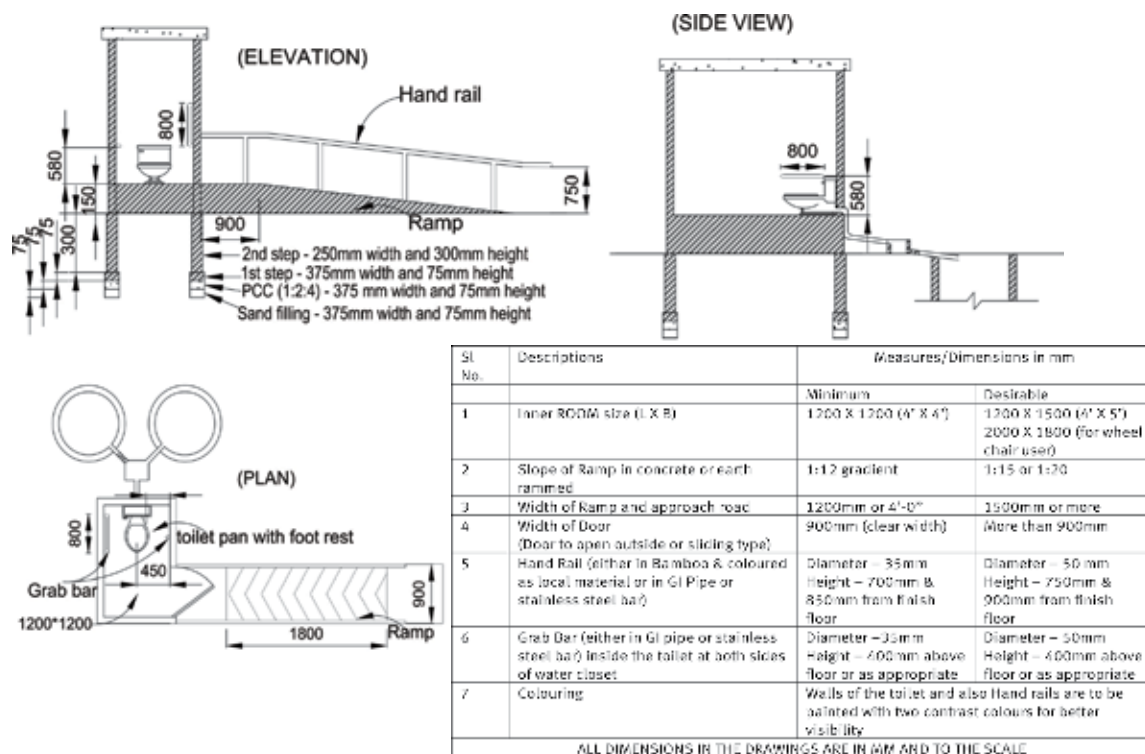 (ELEVATION)
(SIDE VIEW)
Hand rail
800
580
150
300
75
75
75
900
Ramp
750
2nd step - 250mm width and 300mm height
1st step - 375mm width and 75mm height
PCC (1:2:4) - 375 mm width and 75mm height
Sand filling - 375mm width and 75mm height
800
580
(PLAN)
toilet pan with foot rest
800
450
Grab bar
1200*1200
1800
Ramp
900
Sl. No. Descriptions Measures/Dimensions in mm
Minimum Desirable
1 Inner ROOM size (L X B) 1200 X 1200 (4' X 4') 1200 X 1500 (4' X 5')
2000 X 1800 (for wheel
chair user)
2 Slope of Ramp in concrete or earth 1:12 gradient 1:15 or 1:20
rammed
3 Width of Ramp and approach road 1200mm or 4'-0" 1500mm or more
4 Width of Door 900mm (clear width) More than 900mm
(Door to open outside or sliding type)
5 Hand Rail (either in Bamboo & coloured Diameter – 35mm Diameter – 50 mm
as local material or in GI Pipe or Height – 700mm & Height – 750mm &
stainless steel bar) 850mm from finish 900mm from finish
floor floor
6 Grab Bar (either in GI pipe or stainless Diameter –35mm Diameter – 50mm
steel bar) inside the toilet at both sides Height – 400mm above Height – 400mm above
of water closet floor or as appropriate floor or as appropriate
7 Colouring Walls of the toilet and also Hand rails are to be
painted with two contrast colours for better
visibility
ALL DIMENSIONS IN THE DRAWINGS ARE IN MM AND TO THE SCALE